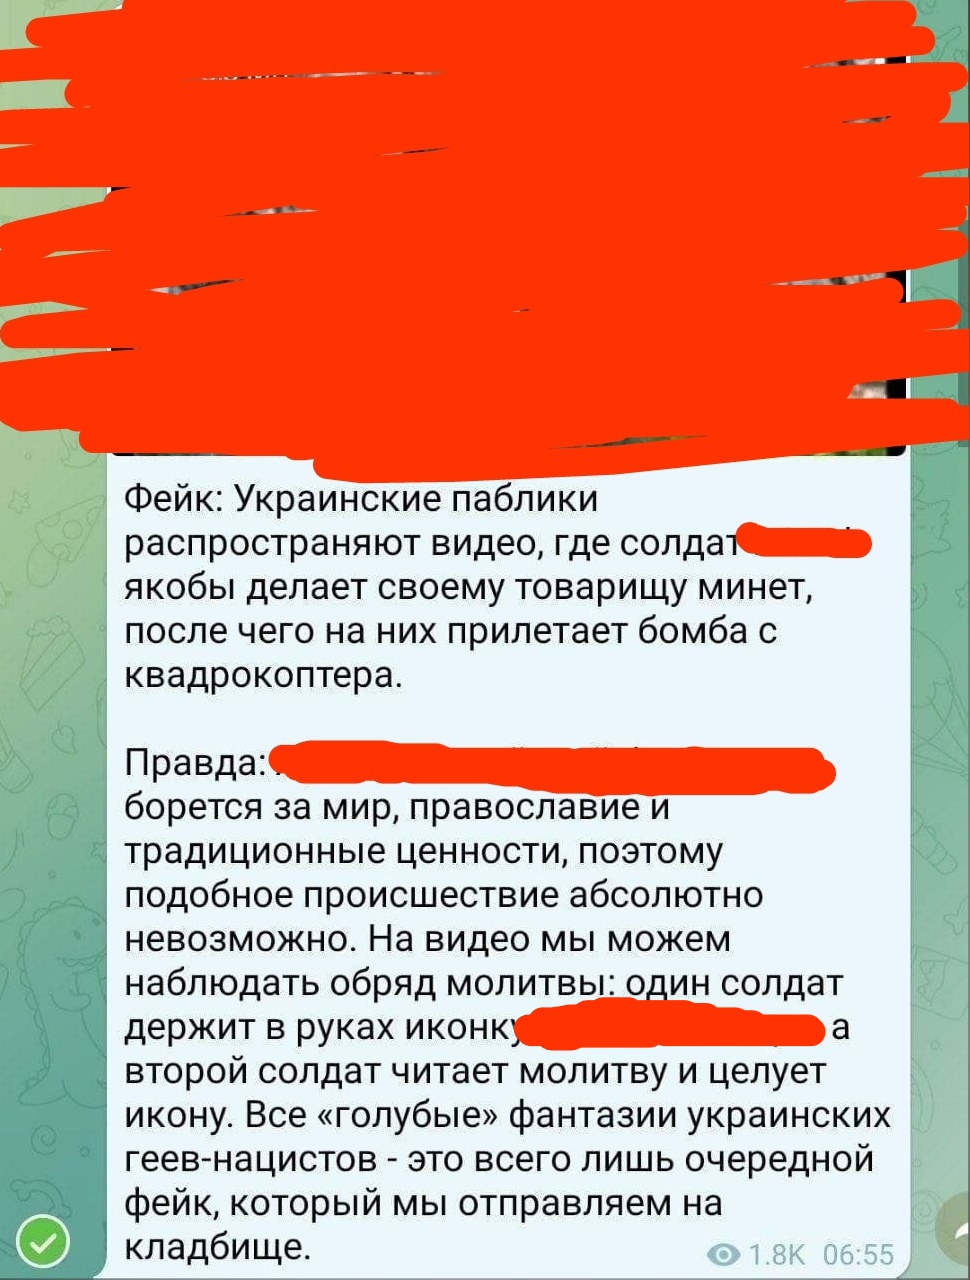 Фейк: Украинские паблики
распространяют видео, где солдат
якобы делает своему товарищу минет,
после чего на них прилетает бомба с
квадрокоптера.
Правда:
борется за мир, православие и
традиционные ценности, поэтому
подобное происшествие абсолютно
невозможно. На видео мы можем
наблюдать обряд молитвы: один солдат
держит в руках иконку а
второй солдат читает молитву и целует
икону. Все «голубые» фантазии украинских
геев-нацистов - это всего лишь очередной
фейк, который мы отправляем на
кладбище.
1.8K 06:55